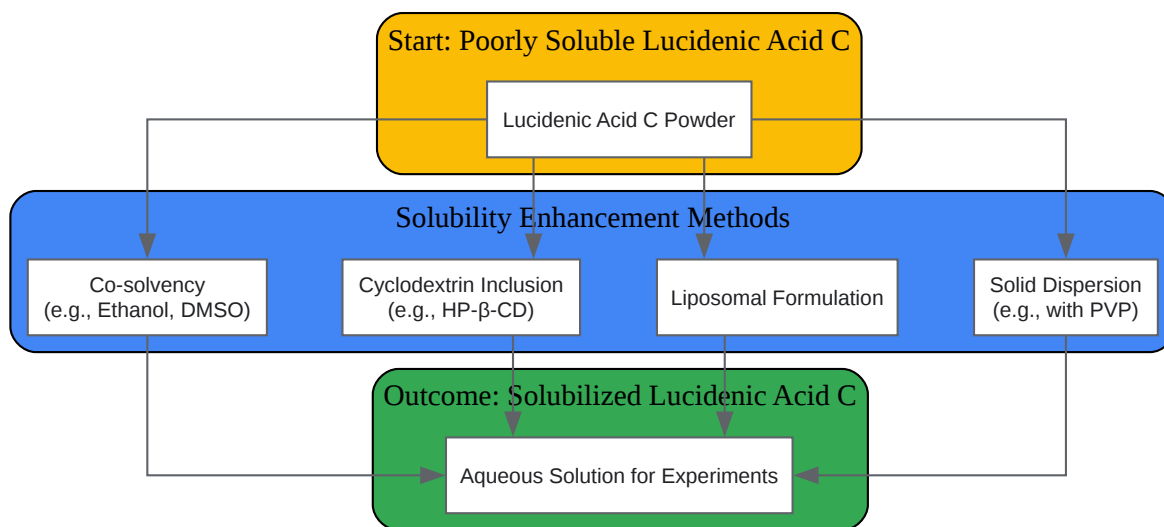 Start: Poorly Soluble Lucidenic Acid C
Lucidenic Acid C Powder
Solubility Enhancement Methods
Co-solvency
(e.g., Ethanol, DMSO)
Cyclodextrin Inclusion
(e.g., HP-β-CD)
Liposomal Formulation
Solid Dispersion
(e.g., with PVP)
Outcome: Solubilized Lucidenic Acid C
Aqueous Solution for Experiments